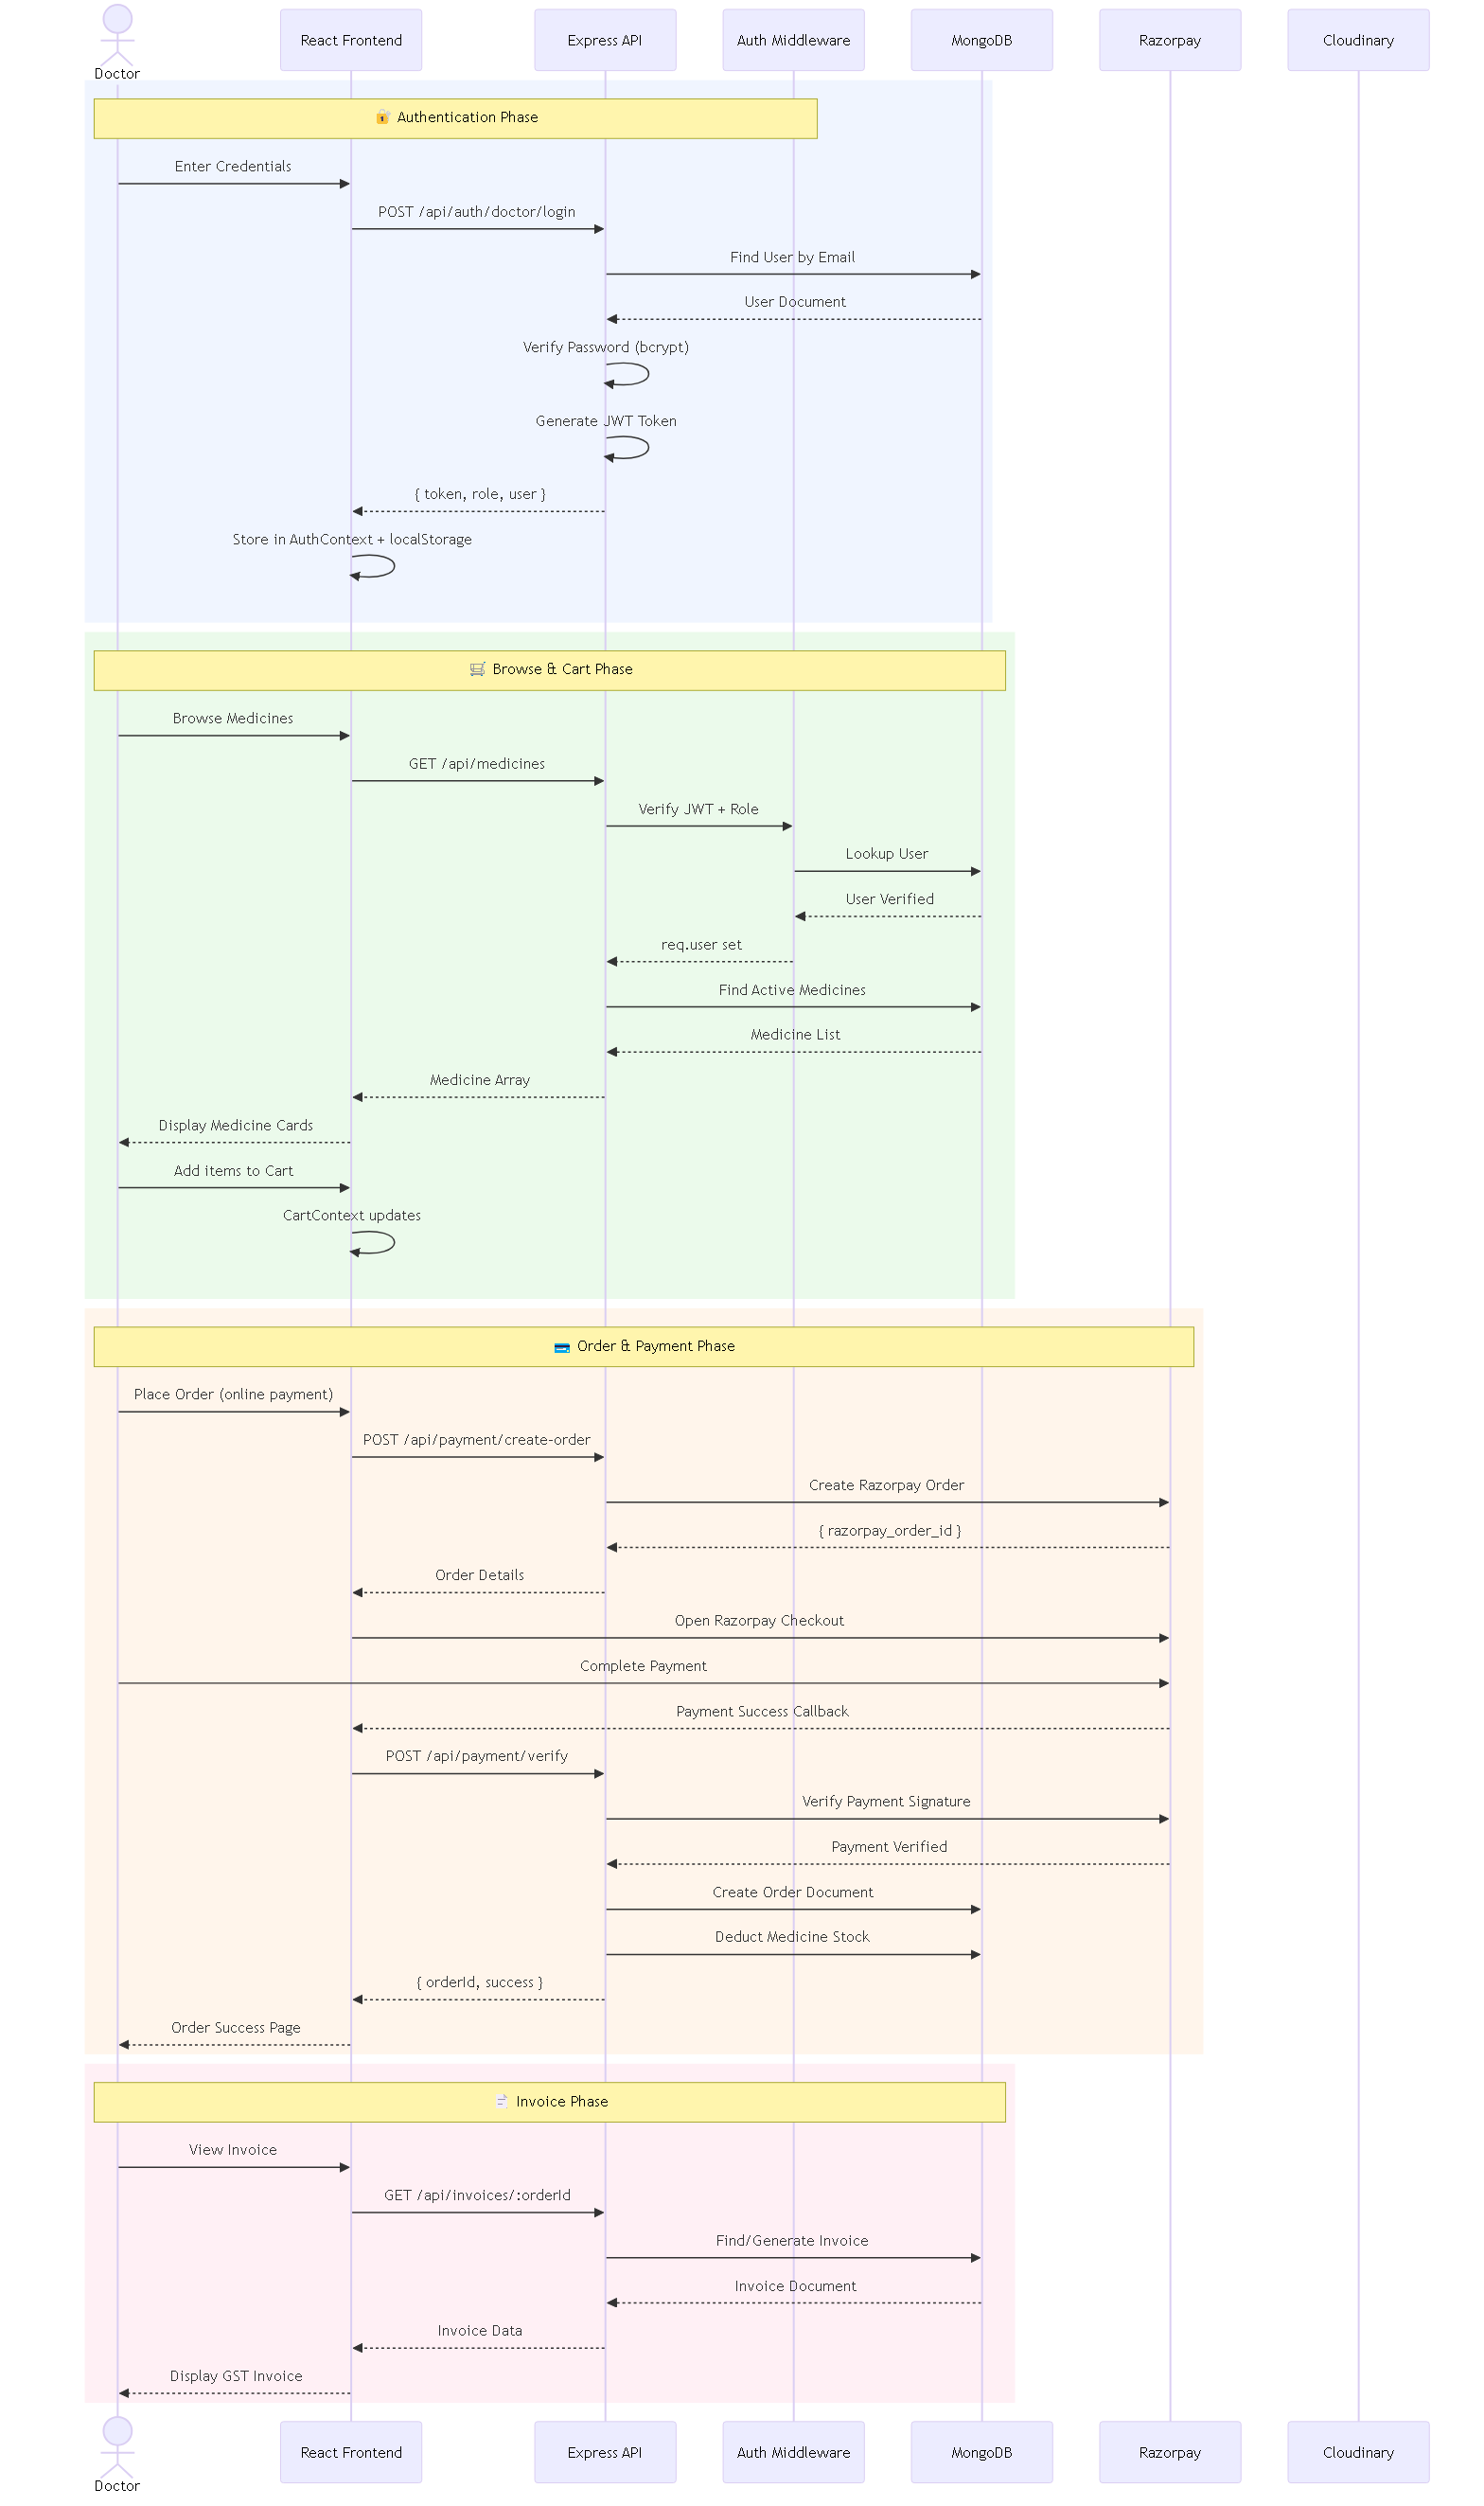 Doctor
React Frontend
Express API
Auth Middleware
MongoDB
Razorpay
Cloudinary
🔐 Authentication Phase
Enter Credentials
POST /api/auth/doctor/login
Find User by Email
User Document
Verify Password (bcrypt)
Generate JWT Token
{ token, role, user }
Store in AuthContext + localStorage
🛒 Browse & Cart Phase
Browse Medicines
GET /api/medicines
Verify JWT + Role
Lookup User
User Verified
req.user set
Find Active Medicines
Medicine List
Medicine Array
Display Medicine Cards
Add items to Cart
CartContext updates
💳 Order & Payment Phase
Place Order (online payment)
POST /api/payment/create-order
Create Razorpay Order
{ razorpay_order_id }
Order Details
Open Razorpay Checkout
Complete Payment
Payment Success Callback
POST /api/payment/verify
Verify Payment Signature
Payment Verified
Create Order Document
Deduct Medicine Stock
{ orderId, success }
Order Success Page
📄 Invoice Phase
View Invoice
GET /api/invoices/:orderId
Find/Generate Invoice
Invoice Document
Invoice Data
Display GST Invoice
Doctor
React Frontend
Express API
Auth Middleware
MongoDB
Razorpay
Cloudinary